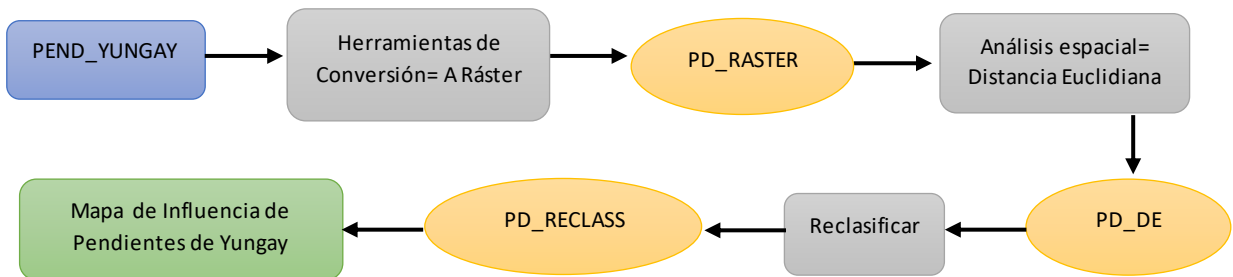 PEND_YUNGAY
Herramientas de
Conversión= A Ráster
PD_RASTER
Análisis espacial=
Distancia Euclidiana
PD_DE
Reclasificar
PD_RECLASS
Mapa de Influencia de
Pendientes de Yungay